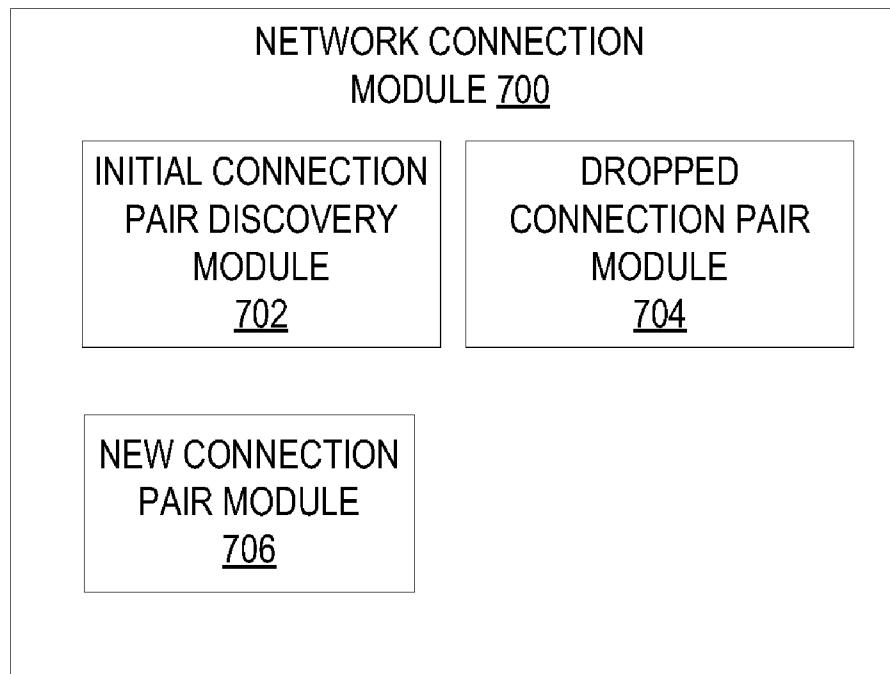 NETWORK CONNECTION
MODULE 700
INITIAL CONNECTION
PAIR DISCOVERY
MODULE
702
DROPPED
CONNECTION PAIR
MODULE
704
NEW CONNECTION
PAIR MODULE
706